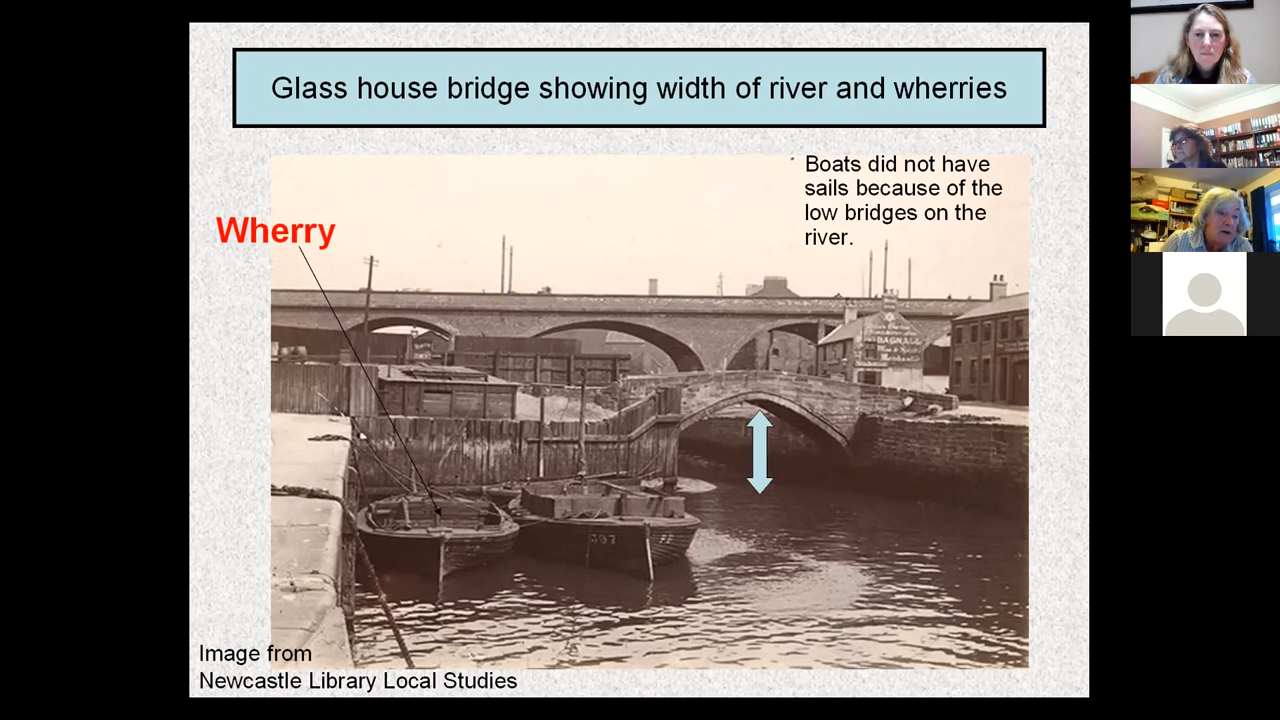 Glass house bridge showing width of river and wherries
Boats did not have
sails because of the
low bridges on the
river.
Wherry
BAGNALL
Image from
Newcastle Library Local Studies